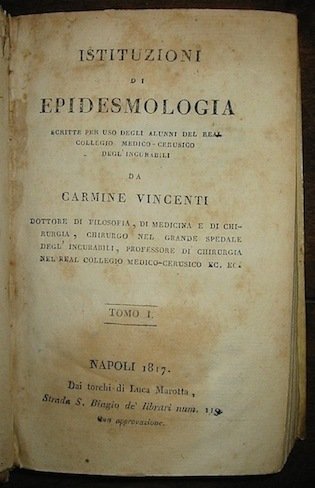 ISTITUZIONI
DI
EPIDESMOLOGIA
SCRITTE PER USO DEGLI ALUNNI DEL REAL
COLLEGIO MEDICO-CERUSICO
DEGL'INCURABILI
DA
CARMINE VINCENTI
DOTTORE DI FILOSOFIA, DI MEDICINA E DI CHI-
RURGIA, CHIRURGO NEL GRANDE SPEDALE
DEGL' INCURABILI, PROFESSORE DI CHIRURGIA
NEL REAL COLLEGIO MEDICO-CERUSICO EC. EC.
TOMO I.
NAPOLI 1817.
Dai torchi di Luca Marotta,
Strada S. Biagio de' librari num. 119.
Con approvazione.